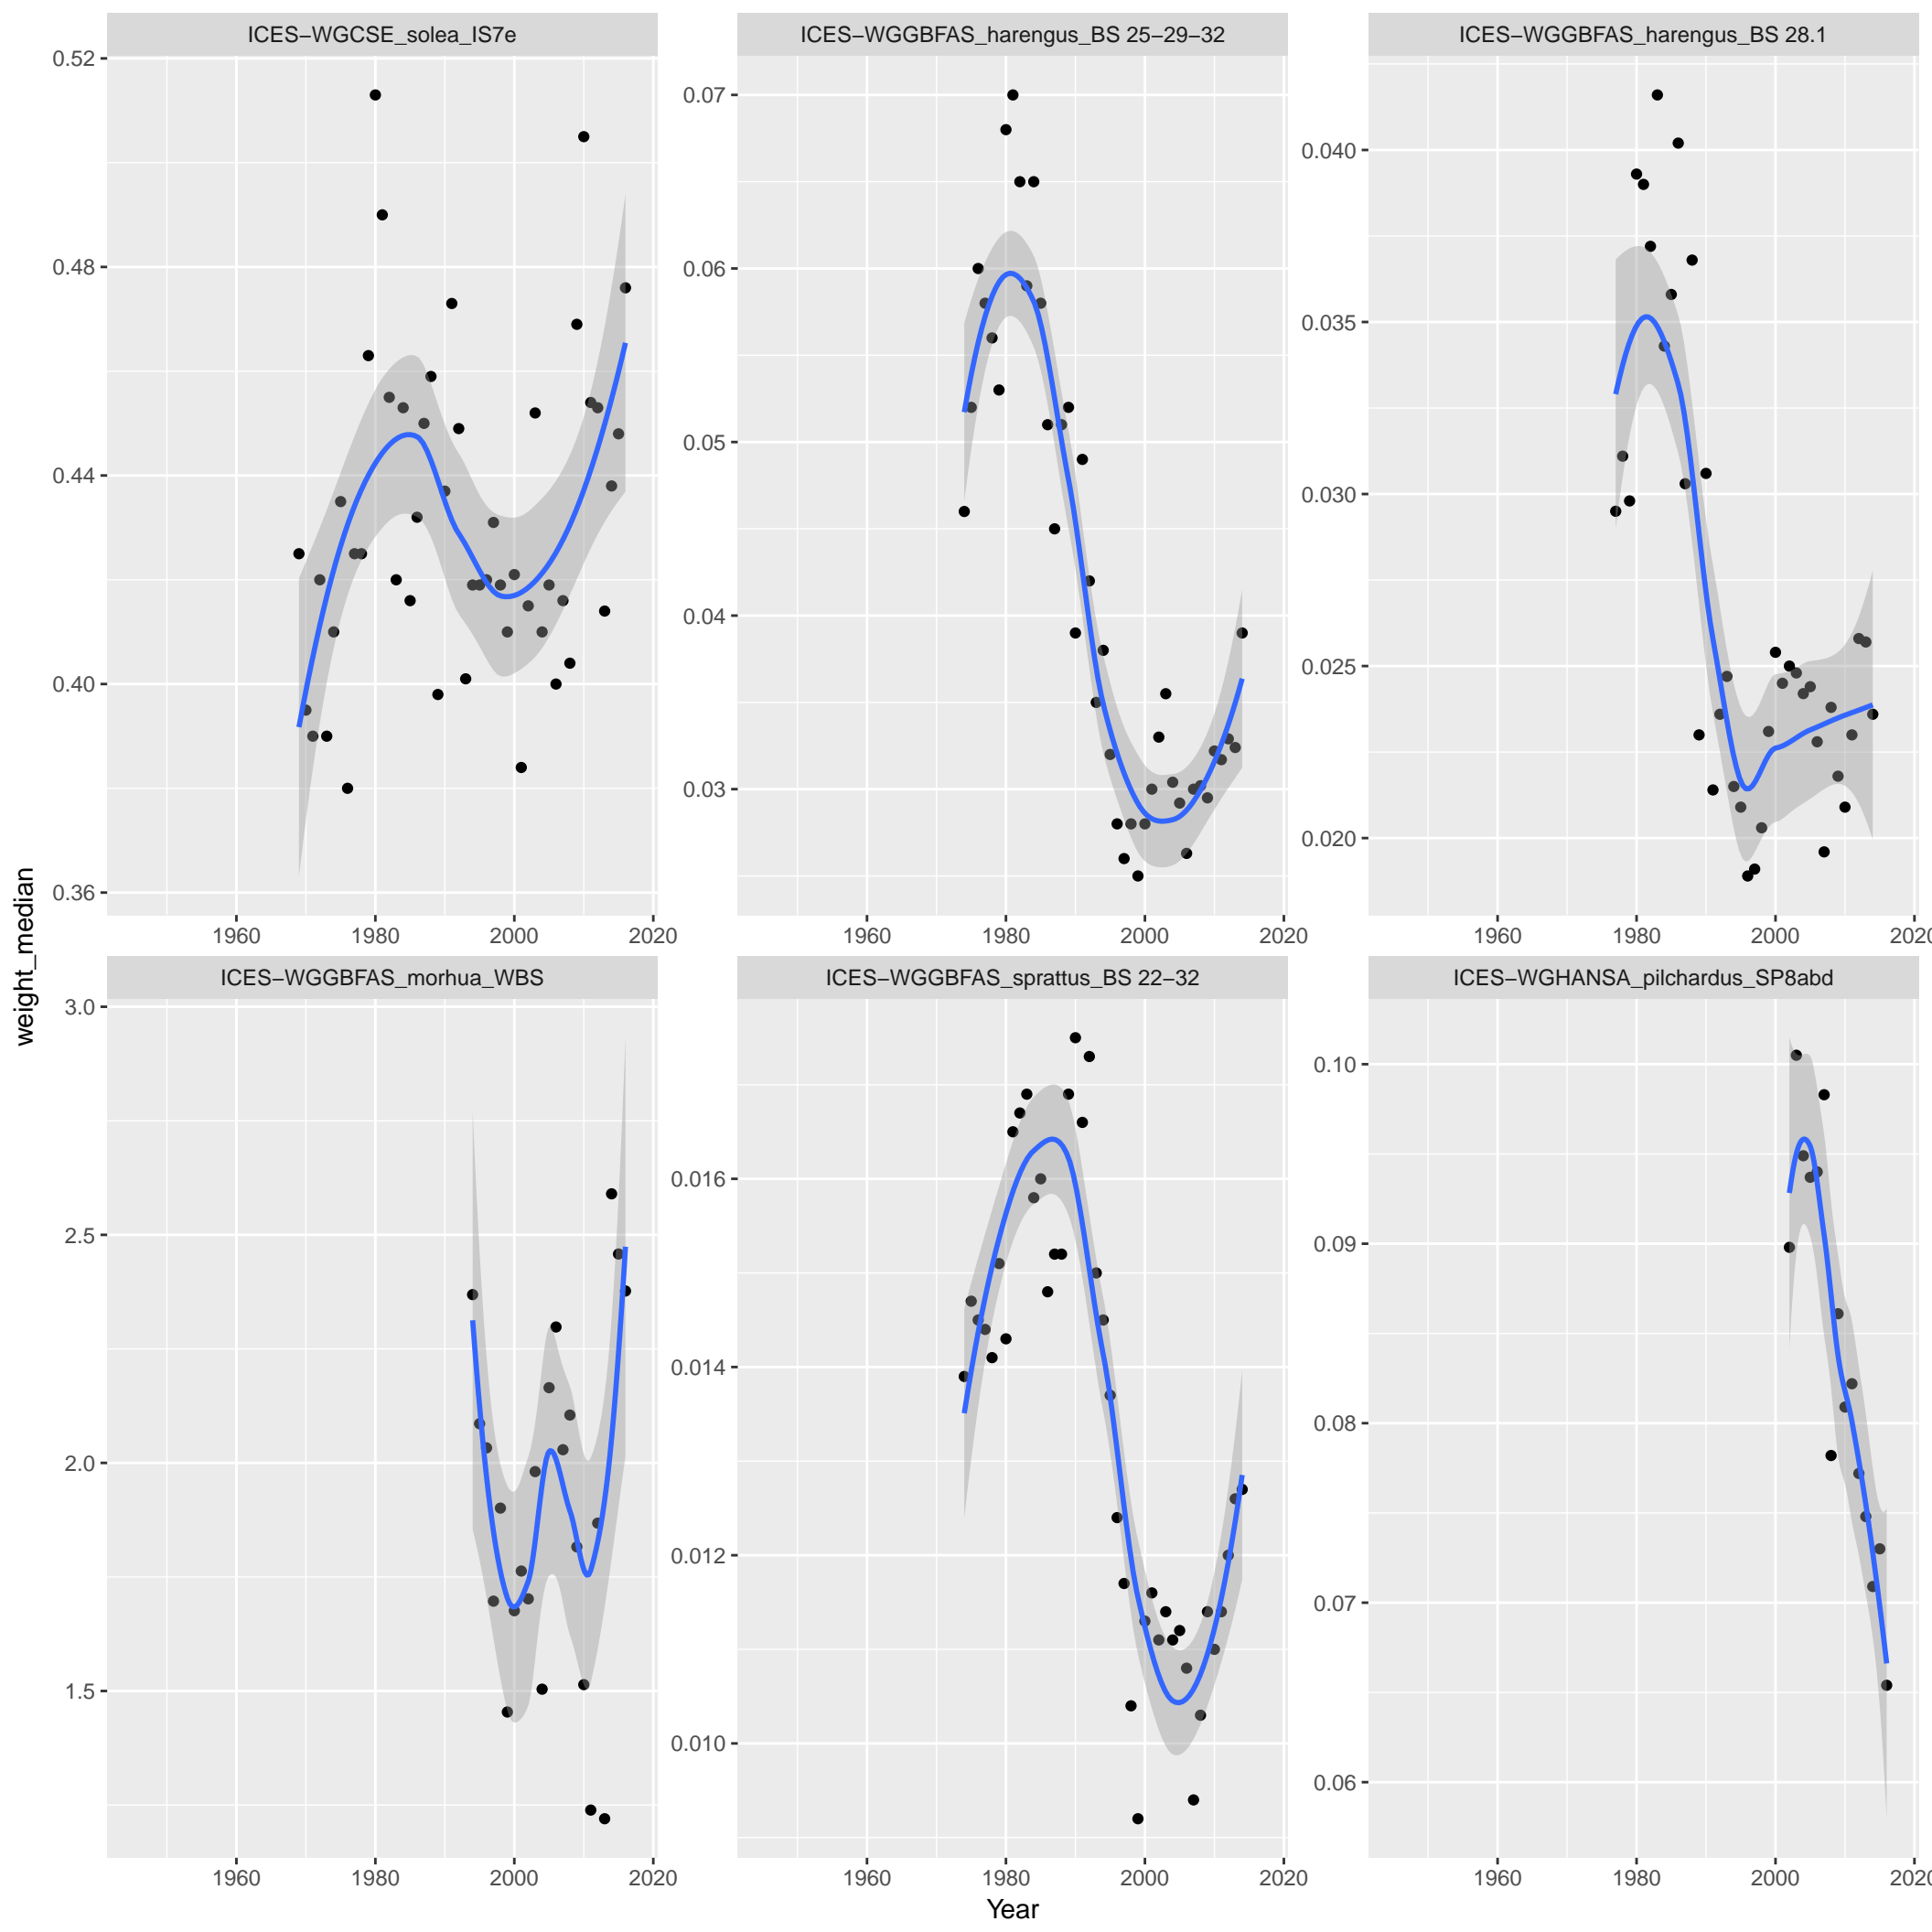 ICES−WGCSE_solea_IS7e
ICES−WGGBFAS_harengus_BS 25−29−32
ICES−WGGBFAS_harengus_BS 28.1
0.52
0.48
0.44
0.40
0.36
0.07
0.06
0.05
0.04
0.03
0.040
0.035
0.030
0.025
0.020
1960 1980 2000 2020
1960 1980 2000 2020
1960 1980 2000 202
weight_median
ICES−WGGBFAS_morhua_WBS
ICES−WGGBFAS_sprattus_BS 22−32
ICES−WGHANSA_pilchardus_SP8abd
3.0
2.5
2.0
1.5
0.016
0.014
0.012
0.010
0.10
0.09
0.08
0.07
0.06
1960 1980 2000 2020
1960 1980 2000 2020
1960 1980 2000 202
Year